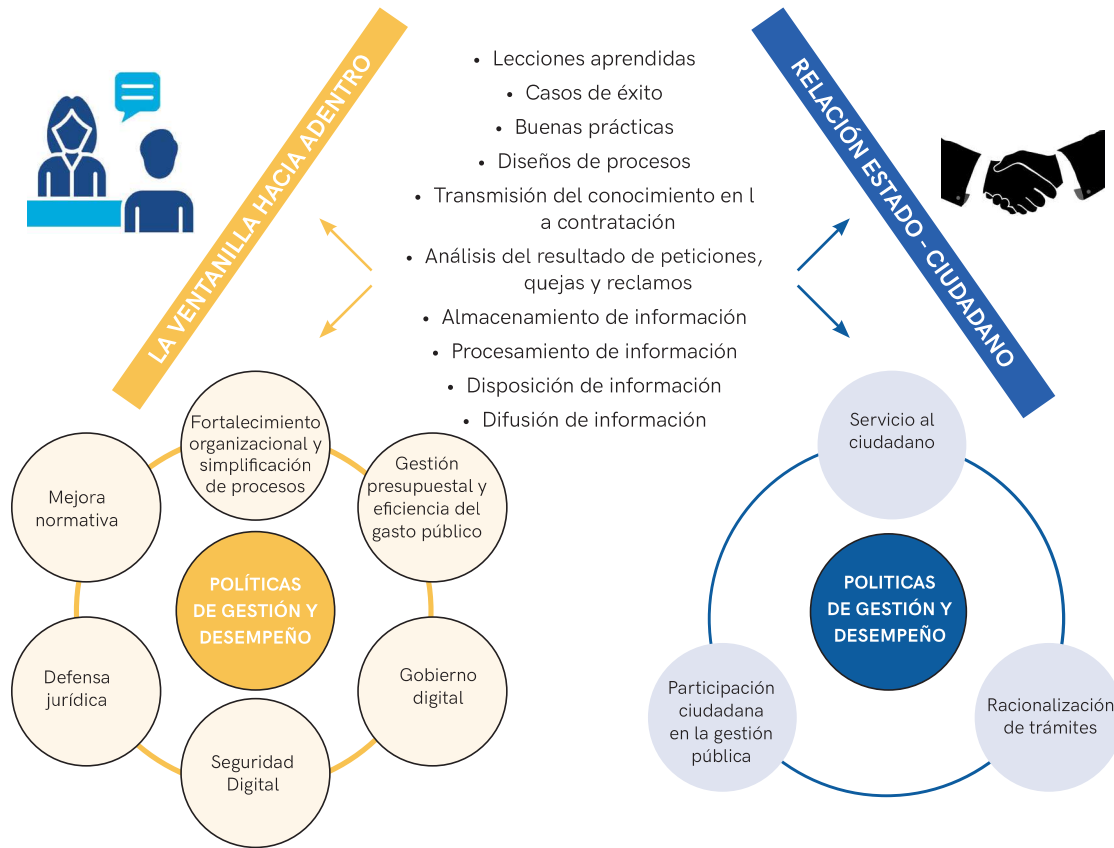 LA VENTANILLA HACIA ADENTRO
• Lecciones aprendidas
• Casos de éxito
• Buenas prácticas
• Diseños de procesos
• Transmisión del conocimiento en l
a contratación
• Análisis del resultado de peticiones,
quejas y reclamos
• Almacenamiento de información
• Procesamiento de información
• Disposición de información
• Difusión de información
RELACIÓN ESTADO - CIUDADANO
Fortalecimiento
organizacional y
simplificación
de procesos
Mejora
normativa
Gestión
presupuestal y
eficiencia del
gasto público
POLÍTICAS
DE GESTIÓN Y
DESEMPEÑO
Defensa
jurídica
Gobierno
digital
Seguridad
Digital
Servicio al
ciudadano
POLITICAS
DE GESTIÓN Y
DESEMPEÑO
Participación
ciudadana
en la gestión
pública
Racionalización
de trámites